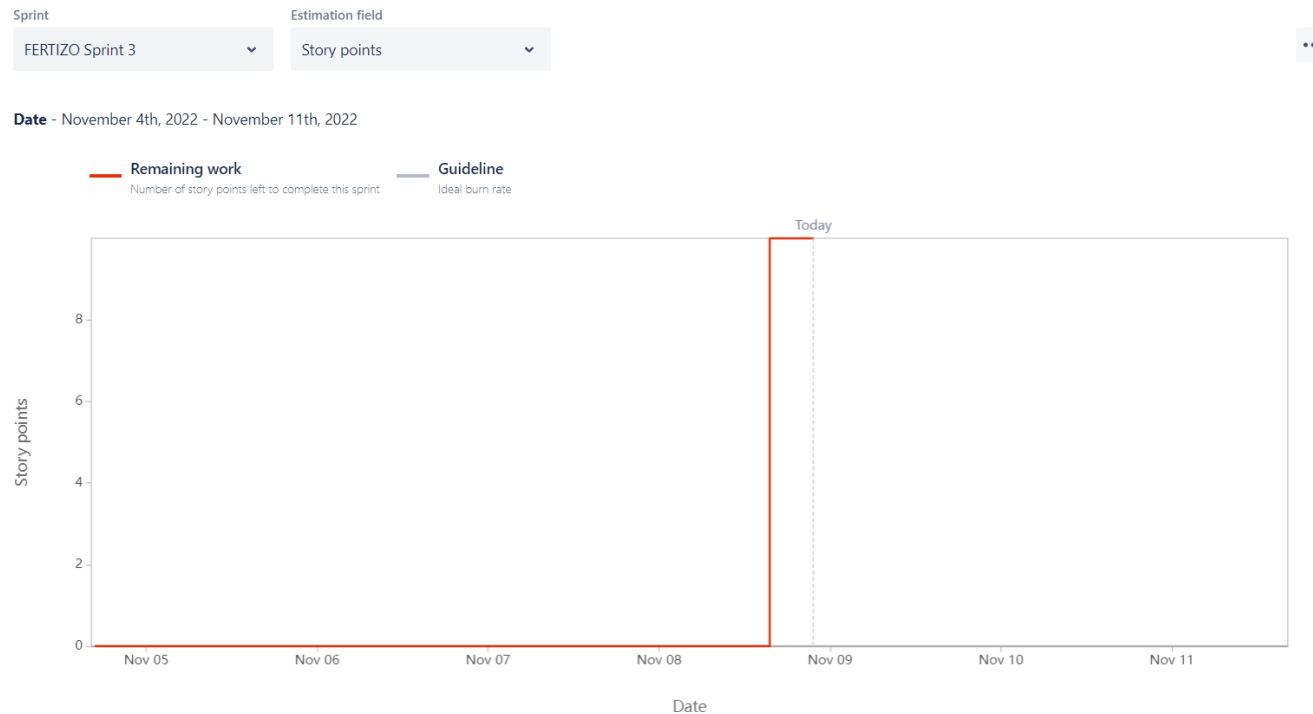 Sprint
Estimation field
FERTIZO Sprint 3
Story points
Date - November 4th, 2022 - November 11th, 2022
Remaining work
Number of story points left to complete this sprint
Guideline
Ideal burn rate
Today
8
6
4
2
0
Story points
Nov 05
Nov 06
Nov 07
Nov 08
Nov 09
Nov 10
Nov 11
Date